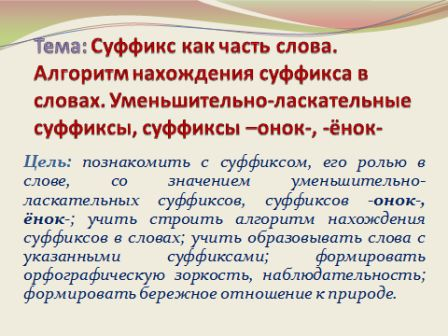 Тема: Суффикс как часть слова.
Алгоритм нахождения суффикса в
словах. Уменьшительно-ласкательные
суффиксы, суффиксы –онок-, -ёнок-
Цель: познакомить с суффиксом, его ролью в
слове, со значением уменьшительно-
ласкательных суффиксов, суффиксов -онок-,
ёнок-; учить строить алгоритм нахождения
суффиксов в словах; учить образовывать слова с
указанными суффиксами; формировать
орфографическую зоркость, наблюдательность;
формировать бережное отношение к природе.